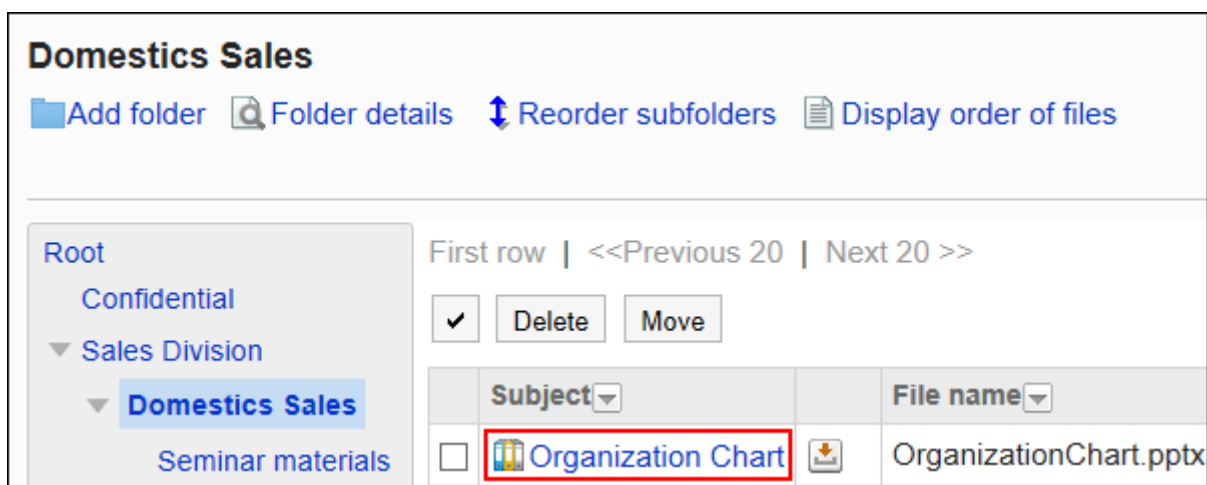 Domestics Sales
Add folder Folder details Reorder subfolders Display order of files
Root
Confidential
Sales Division
Domestics Sales
Seminar materials
First row | <<Previous 20 | Next 20 >>
Delete Move
Subject File name
Organization Chart OrganizationChart.pptx